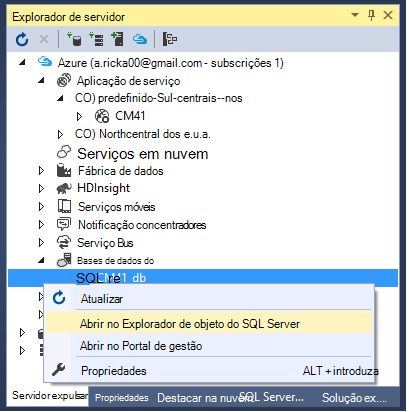 Explorador de servidor
Azure (a.ricka00@gmail.com - subscrições 1)
Aplicação de serviço
CO) predefinido-Sul-centrais--nos
CM41
CO) Northcentral dos e.u.a.
Serviços em nuvem
Fábrica de dados
HDInsight
Serviços móveis
Notificação concentradores
Serviço Bus
Bases de dados do
SQL re
Atualizar
Abrir no Explorador de objeto do SQL Server
Abrir no Portal de gestão
Propriedades ALT + introduza
Servidor expulsar Propriedades Destacar na nuvem SQL Server... Solução ex....